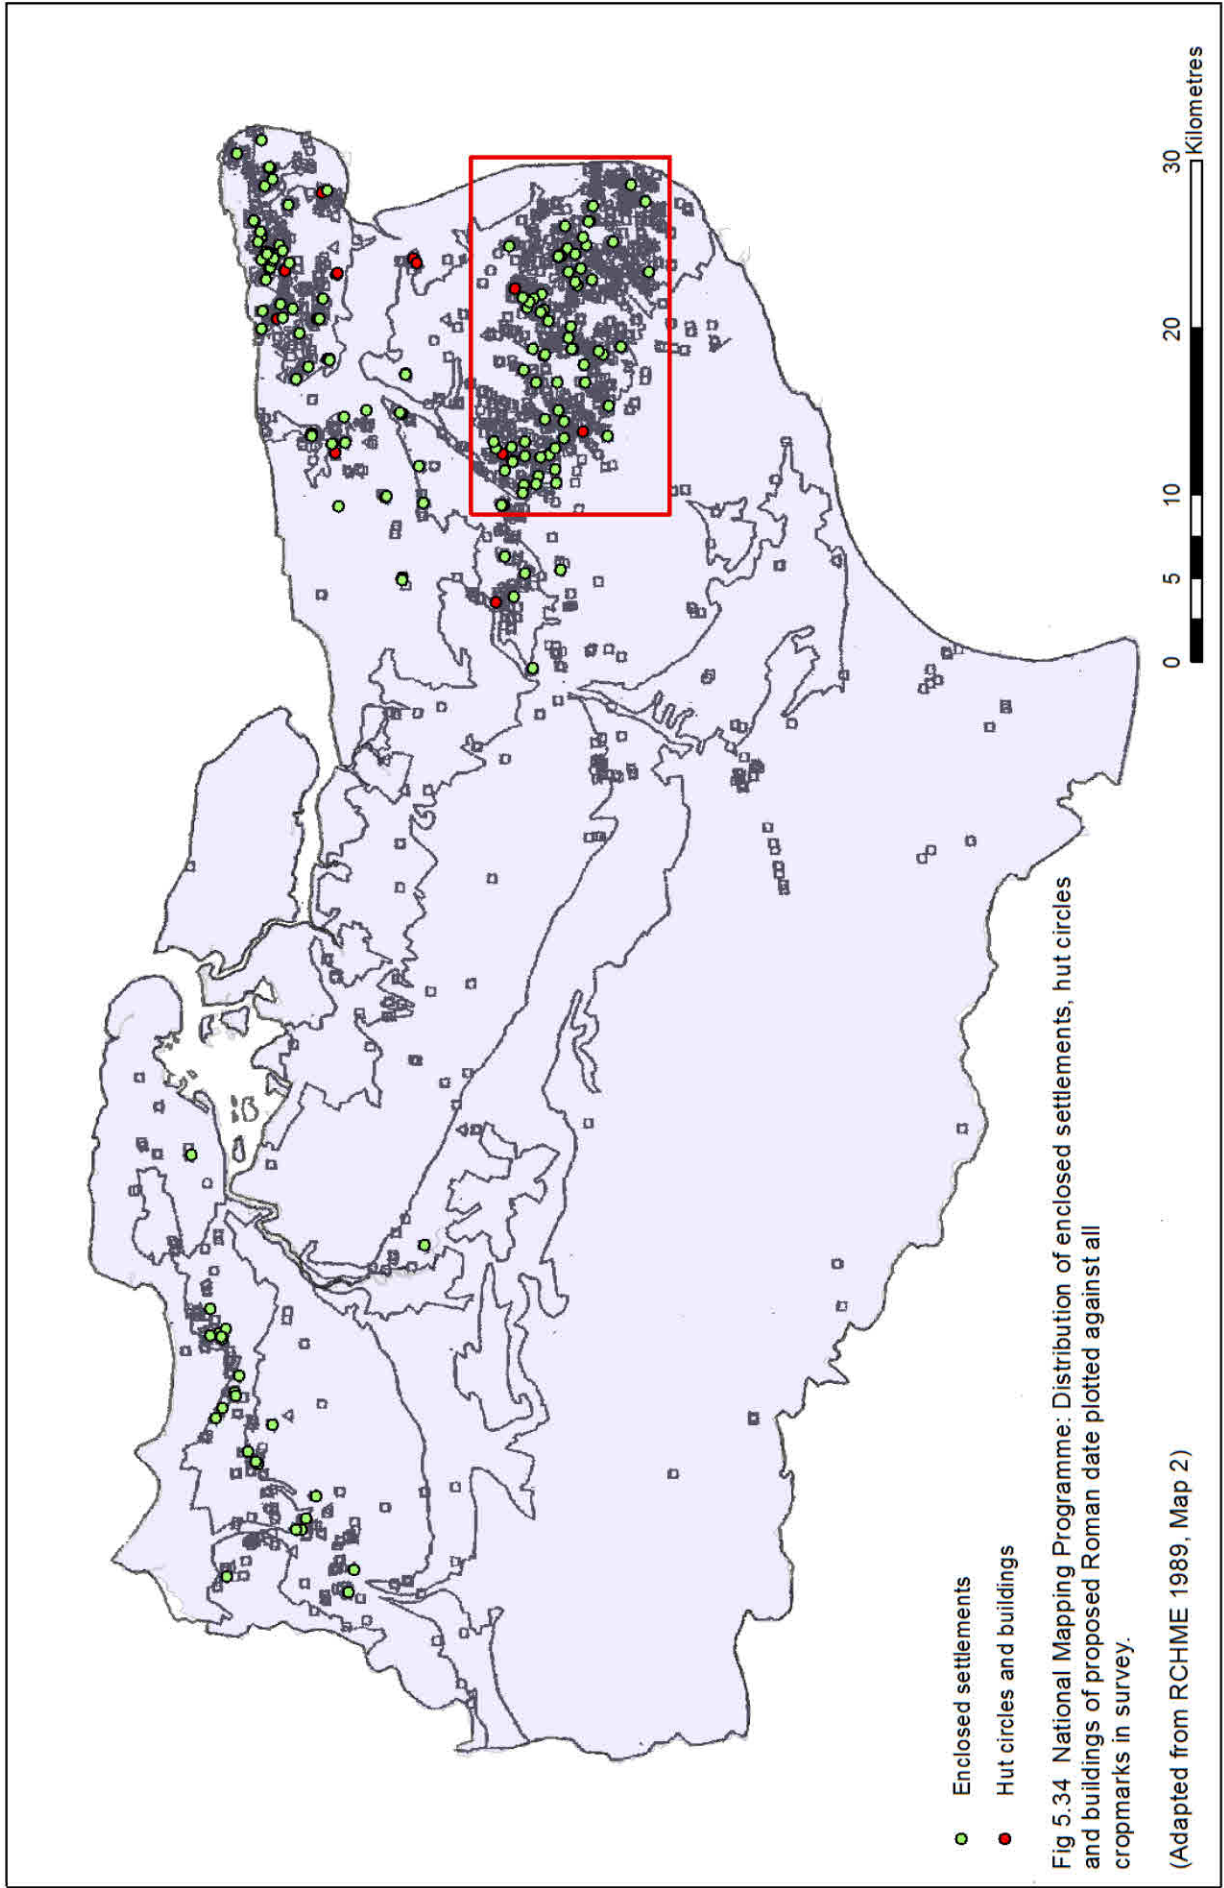 Enclosed settlements
Hut circles and buildings
Fig 5.34 National Mapping Programme: Distribution of enclosed settlements, hut circles
and buildings of proposed Roman date plotted against all
cropmarks in survey.
(Adapted from RCHME 1989, Map 2)
0 5 10 20 30
Kilometres